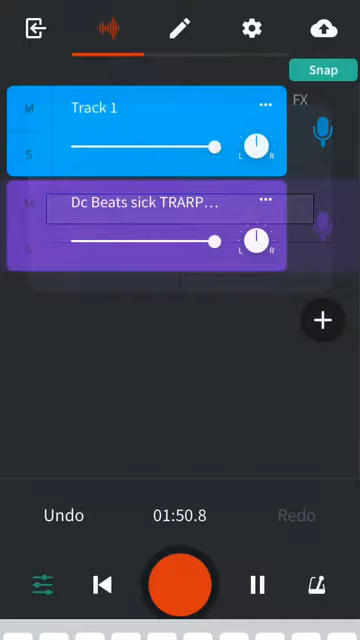 Snap
M
Track 1
FX
S
L
R
M
Dc Beats sick TRARP...
S
L
R
Undo
01:50.8
Redo